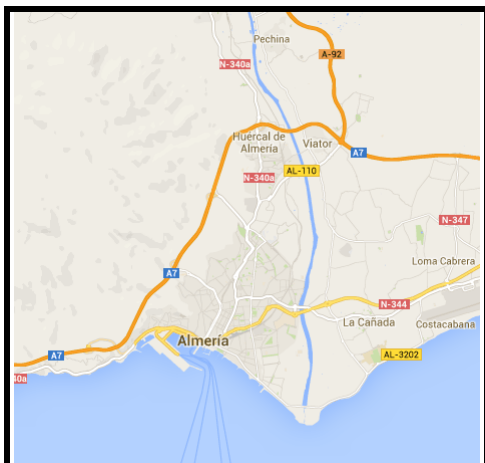 Pechina
A-92
N-340a
Huércal de
Almería
Viator
A7
AL-110
N-340a
N-347
Loma Cabrera
A7
N-344
La Cañada
Costacabana
Almería
A7
AL-3202
40a